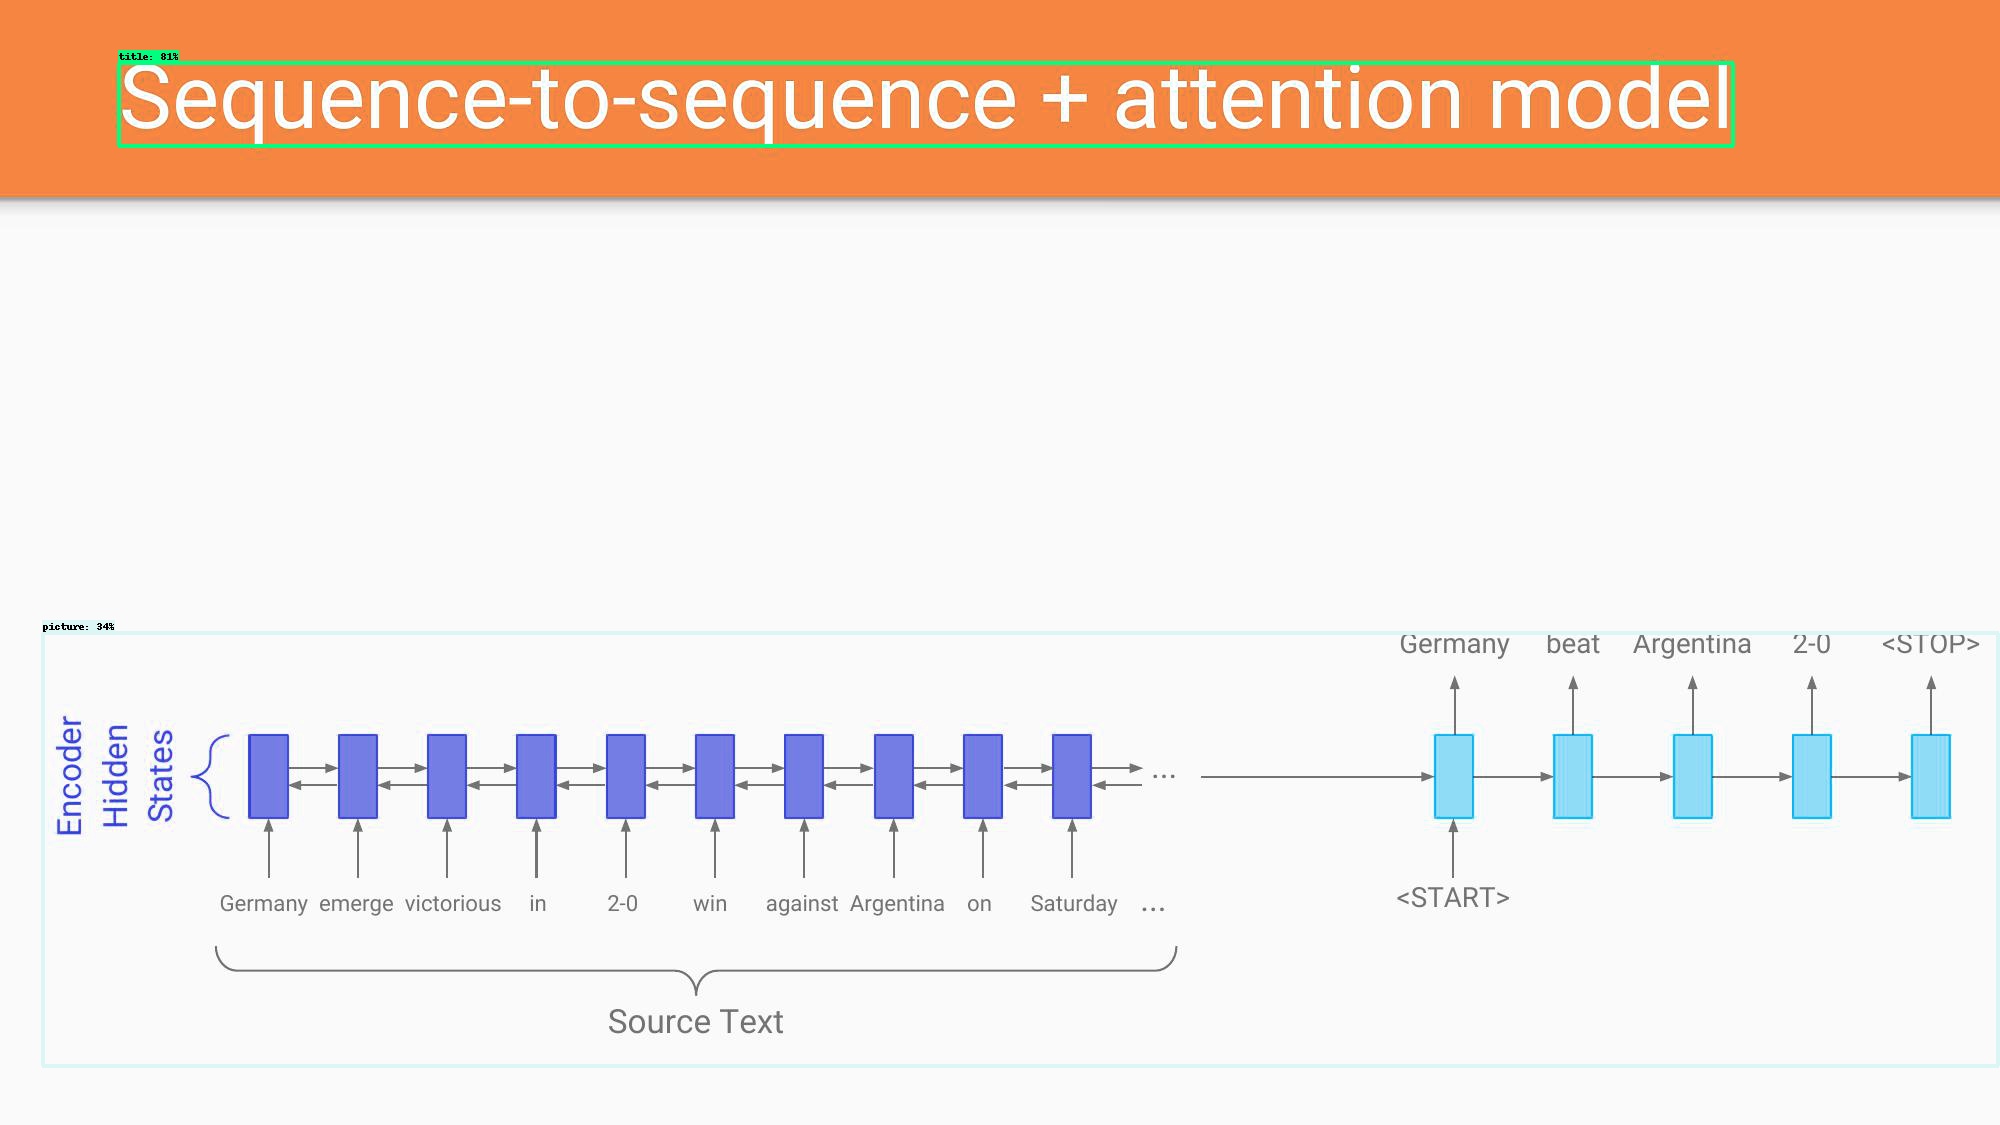 title: 81%
Sequence-to-sequence + attention model
picture: 34%
Germany beat Argentina 2-0 <STOP>
Encoder
Hidden
States
...
Germany emerge victorious in 2-0 win against Argentina on Saturday ...
<START>
Source Text